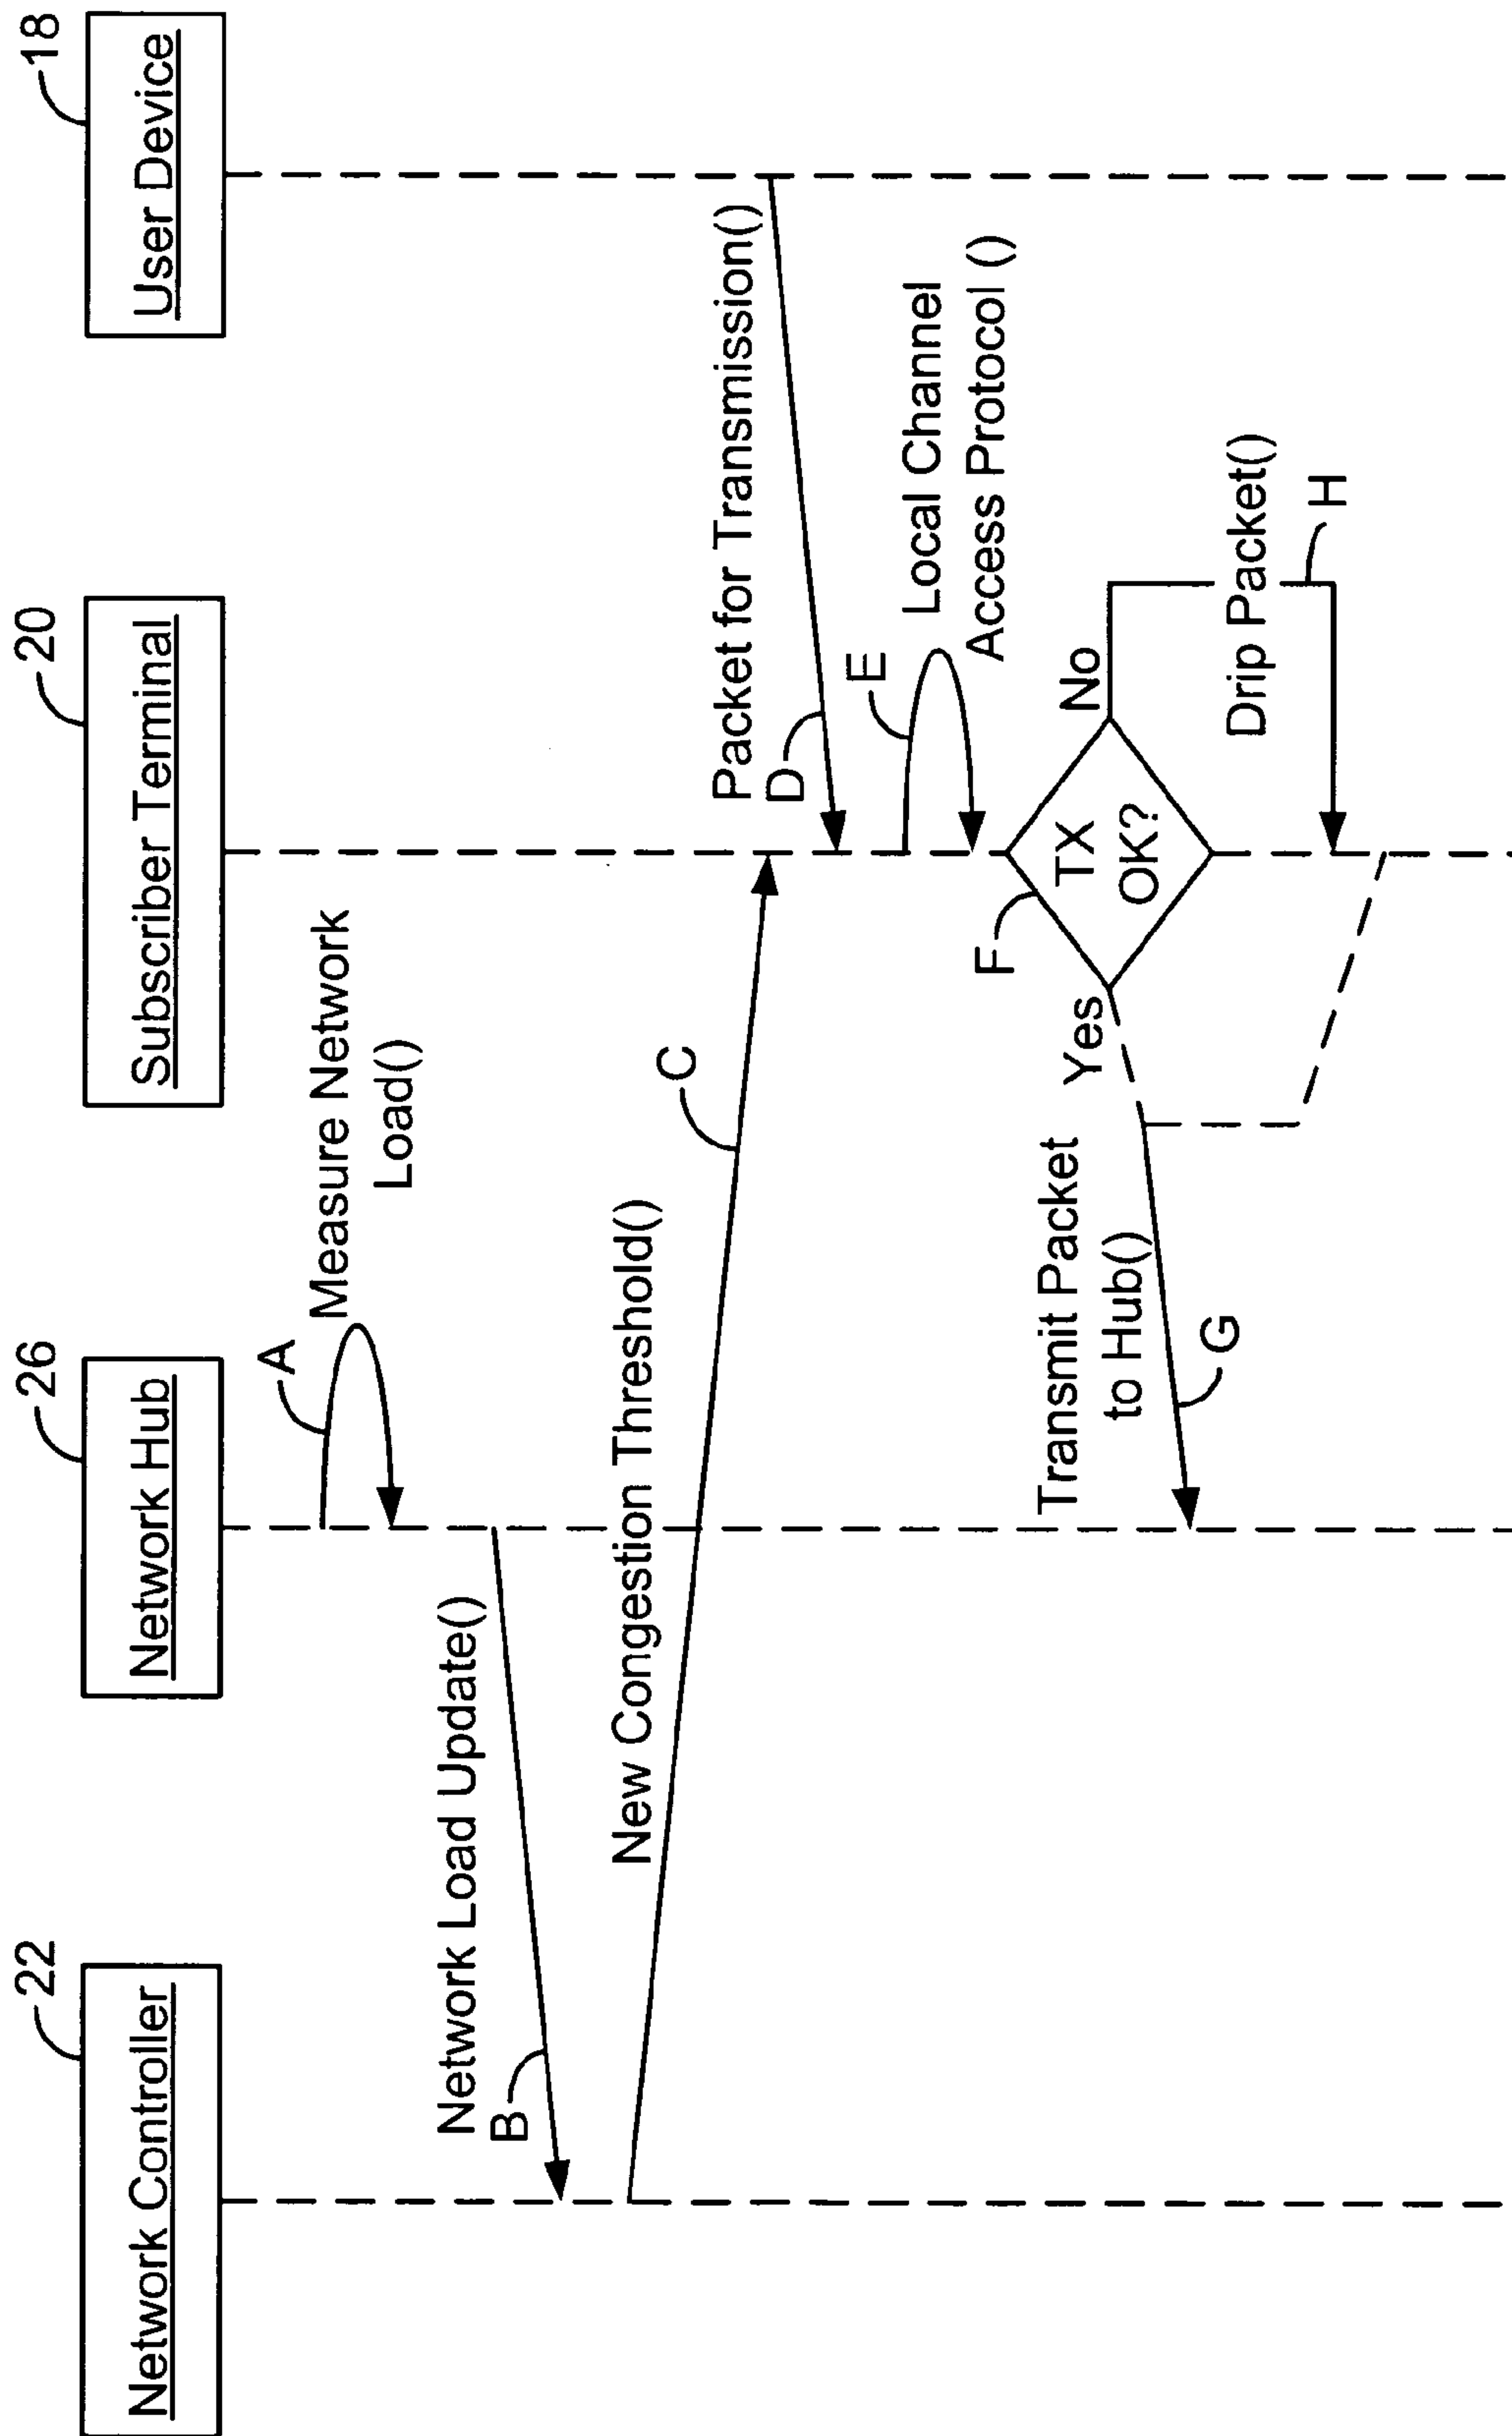 22
Network Controller
26
Network Hub
20
Subscriber Terminal
18
User Device
A
Measure Network
Load()
Network Load Update()
B
New Congestion Threshold()
C
Packet for Transmission()
D
E
Local Channel
Access Protocol ()
F
TX
OK?
Yes
No
Transmit Packet
to Hub()
G
Drip Packet()
H